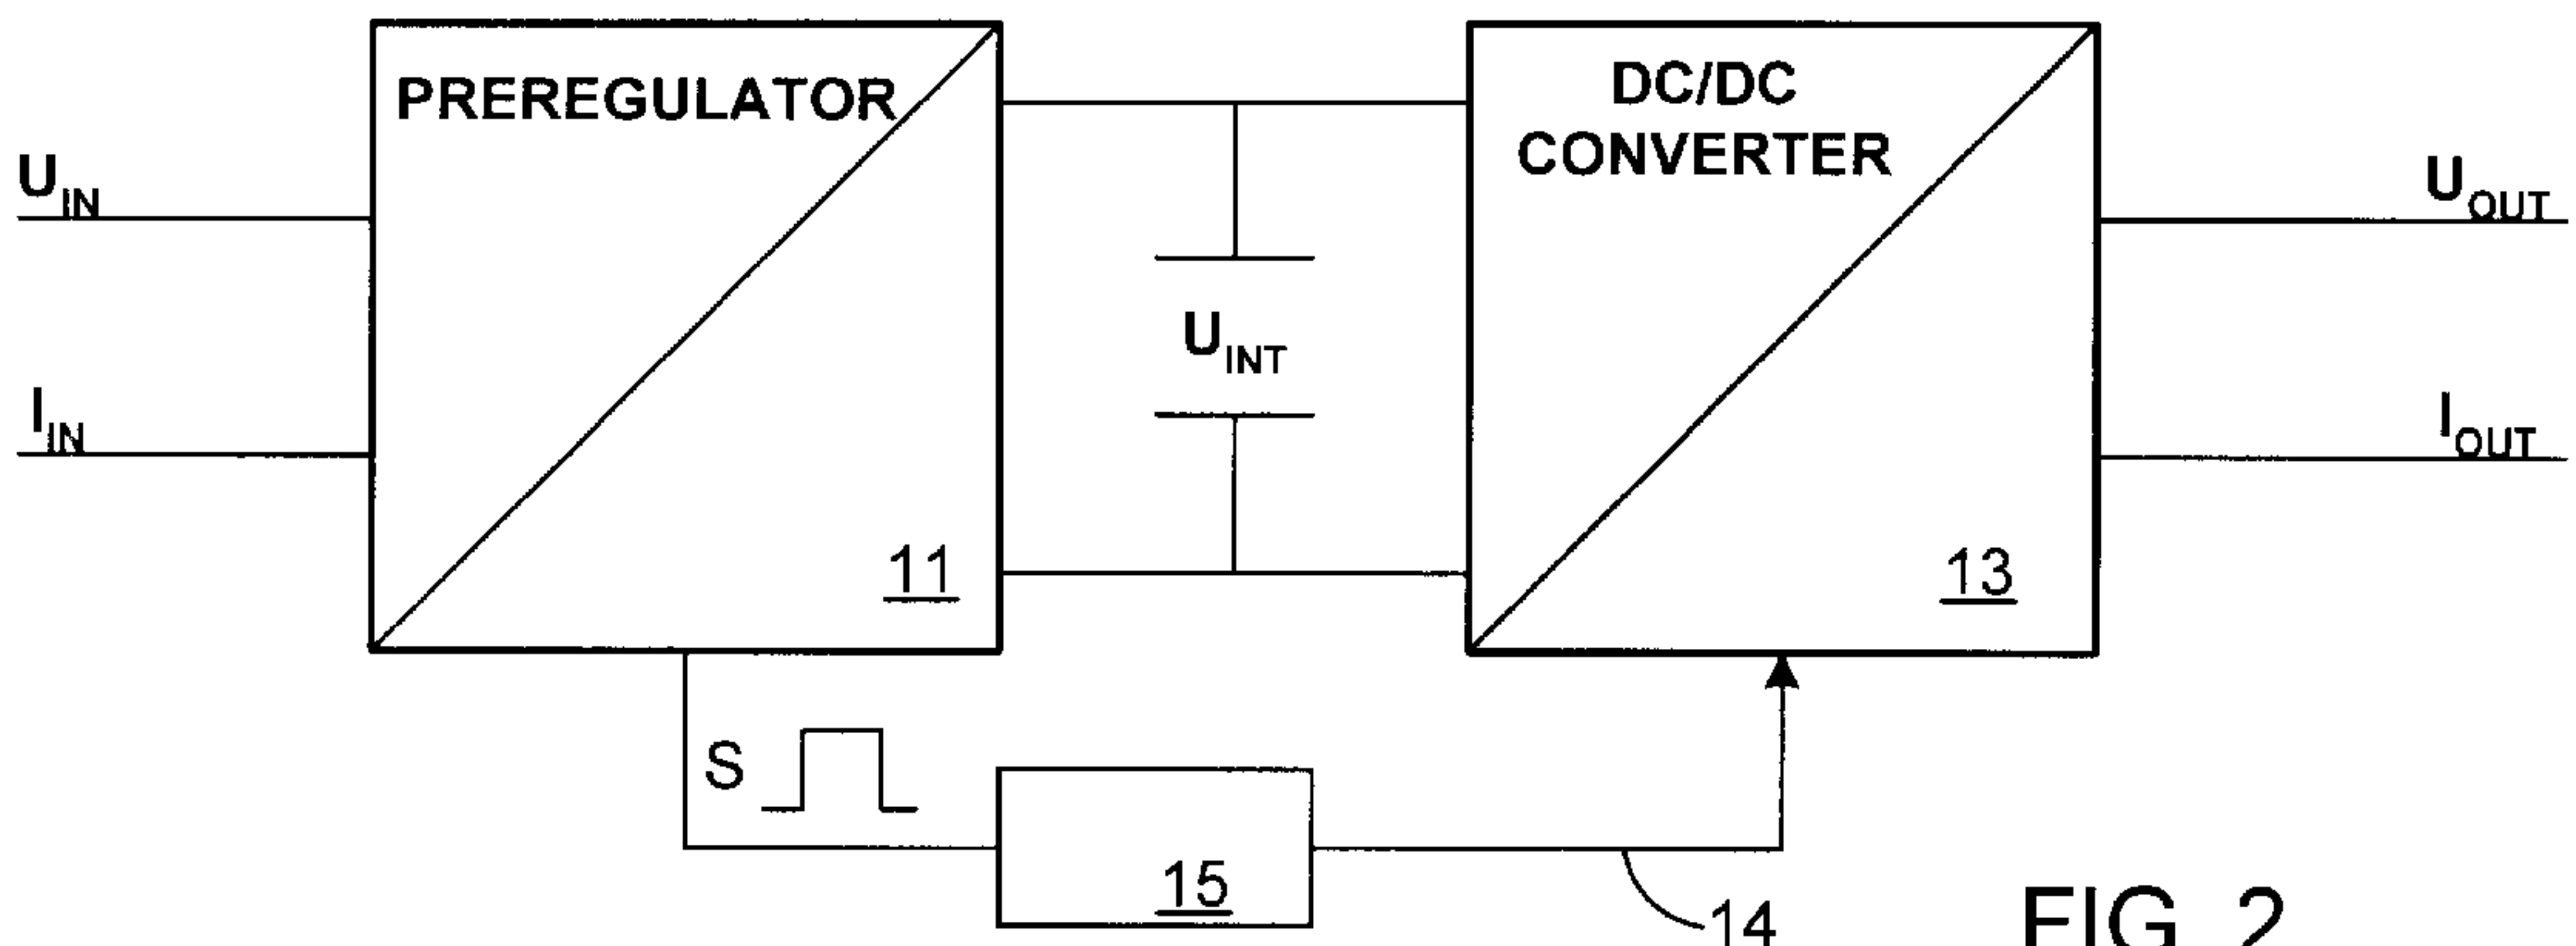 PREREGULATOR
DC/DC
CONVERTER
U_IN
U_OUT
U_INT
I_IN
I_OUT
11
13
S
15
14
FIG. 2